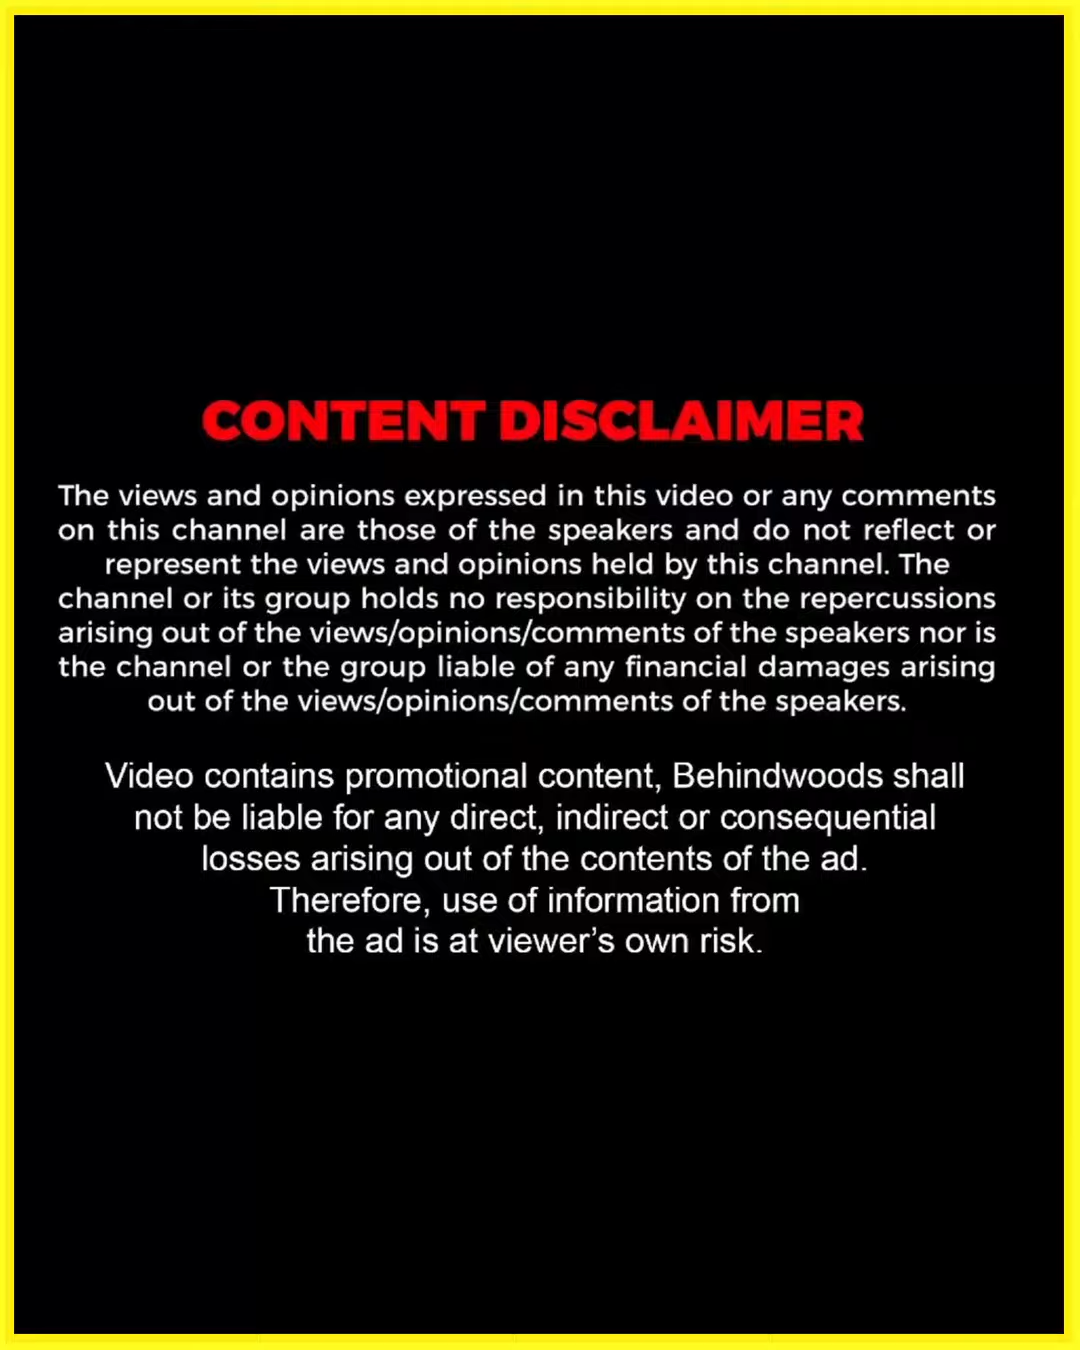 CONTENT DISCLAIMER
The views and opinions expressed in this video or any comments
on this channel are those of the speakers and do not reflect or
represent the views and opinions held by this channel. The
channel or its group holds no responsibility on the repercussions
arising out of the views/opinions/comments of the speakers nor is
the channel or the group liable of any financial damages arising
out of the views/opinions/comments of the speakers.
Video contains promotional content, Behindwoods shall
not be liable for any direct, indirect or consequential
losses arising out of the contents of the ad.
Therefore, use of information from
the ad is at viewer’s own risk.